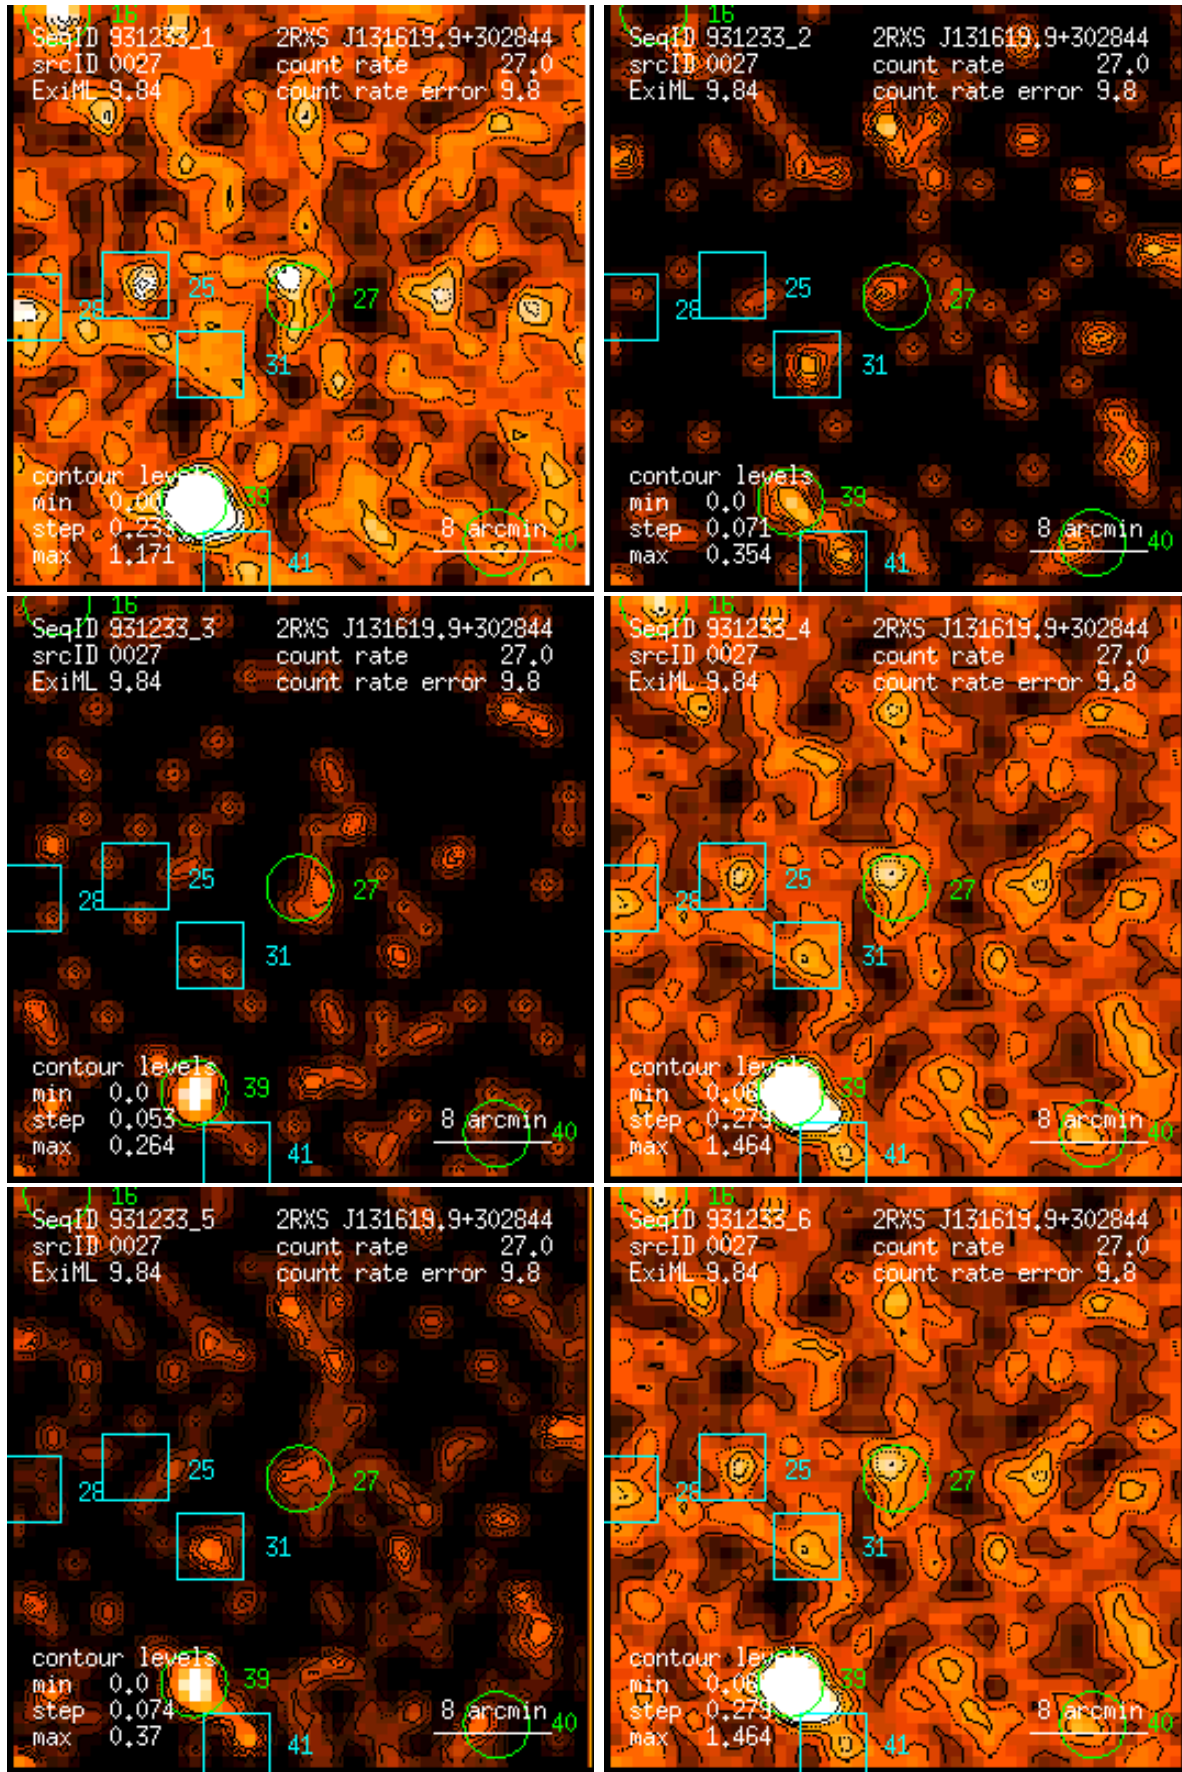 16
SeqID 931233_1 2RXS J131619.9+302844
srcID 0027 count rate 27.0
ExiML 9.84 count rate error 9.8
25
28 27
31
contour levels
min 0.00 39
step 0.233 8 arcmin
max 1.171 41 40
16
SeqID 931233_2 2RXS J131619.9+302844
srcID 0027 count rate 27.0
ExiML 9.84 count rate error 9.8
25
28 27
31
contour levels
min 0.0 39
step 0.071 8 arcmin
max 0.354 41 40
16
SeqID 931233_3 2RXS J131619.9+302844
srcID 0027 count rate 27.0
ExiML 9.84 count rate error 9.8
25
28 27
31
contour levels
min 0.0 39
step 0.053 8 arcmin
max 0.264 41 40
16
SeqID 931233_4 2RXS J131619.9+302844
srcID 0027 count rate 27.0
ExiML 9.84 count rate error 9.8
25
28 27
31
contour levels
min 39
step 8 arcmin
max 1.464 41 40
16
SeqID 931233_5 2RXS J131619.9+302844
srcID 0027 count rate 27.0
ExiML 9.84 count rate error 9.8
25
28 27
31
contour levels
min 0.0 39
step 0.074 8 arcmin
max 0.37 41 40
16
SeqID 931233_6 2RXS J131619.9+302844
srcID 0027 count rate 27.0
ExiML 9.84 count rate error 9.8
25
28 27
31
contour levels
min 39
step 8 arcmin
max 1.464 41 40